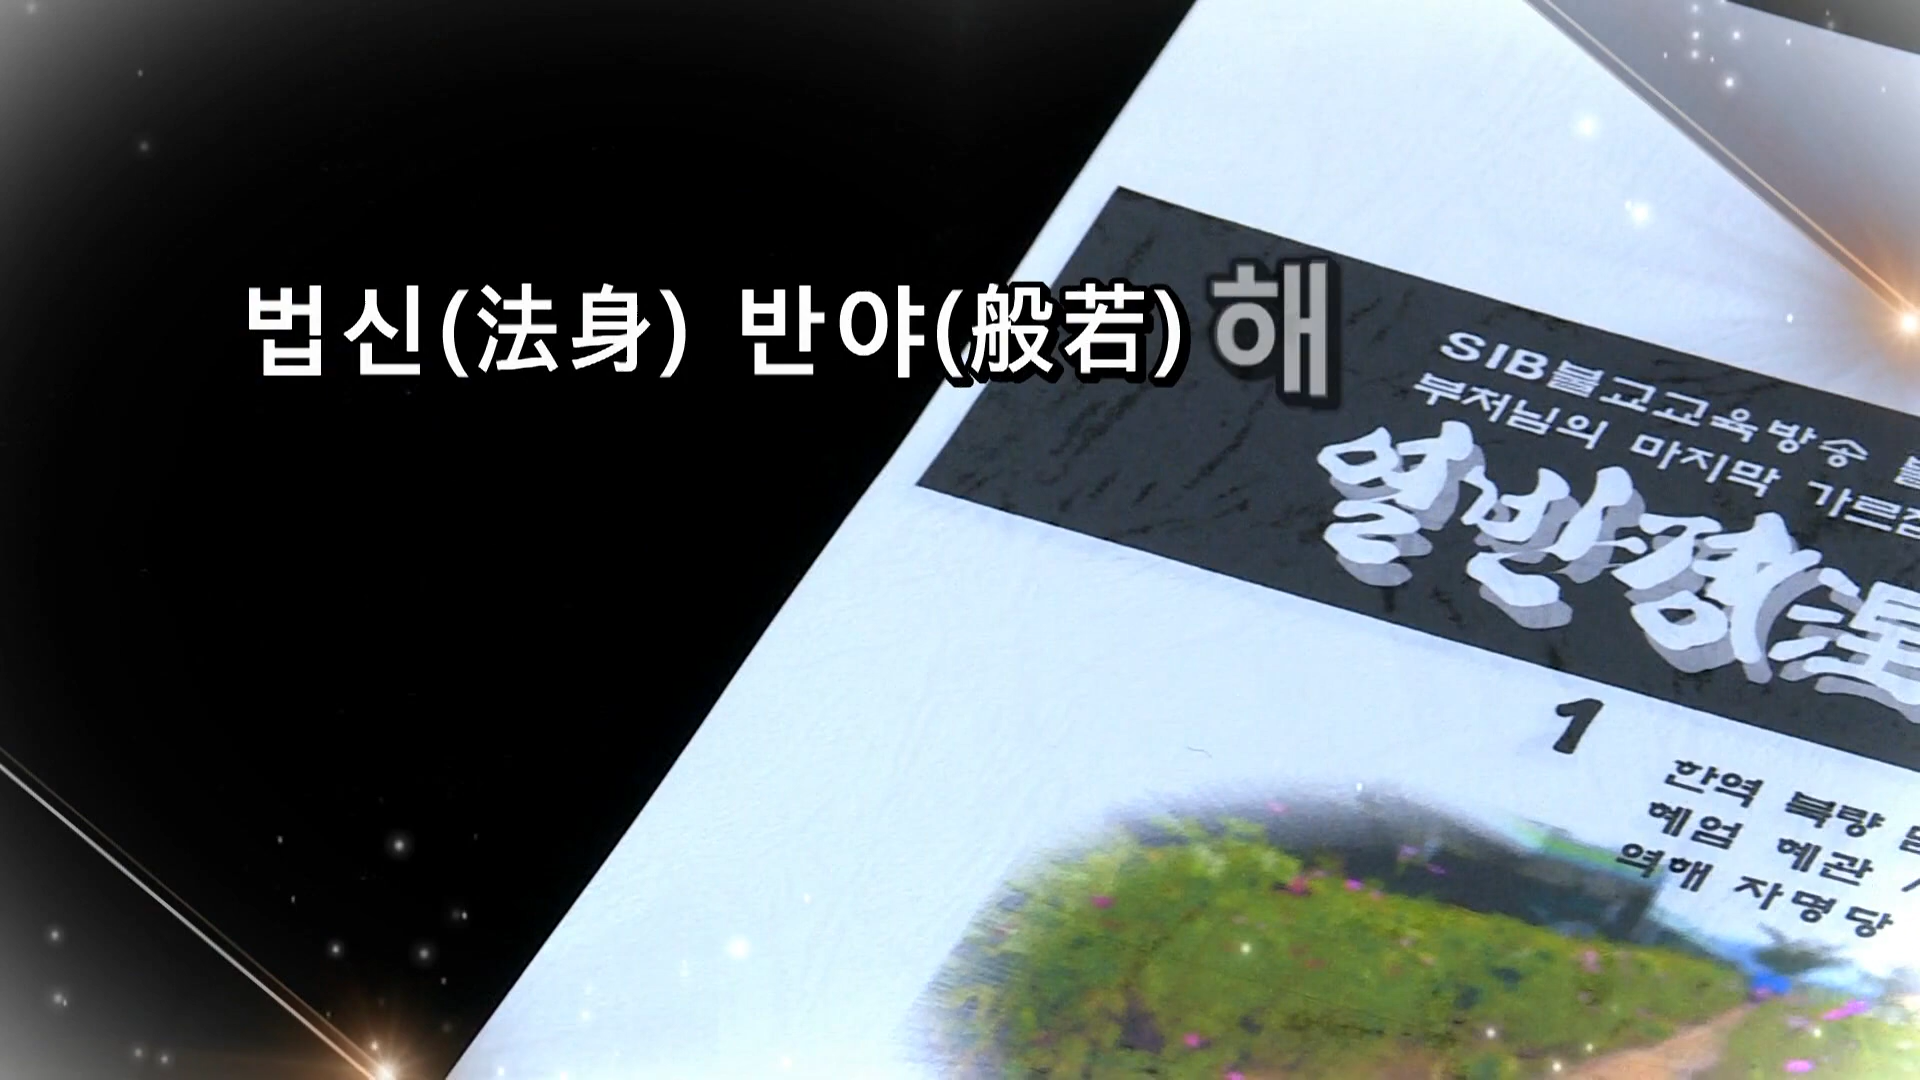 법신(法身) 반야(般若) 해
SIB불교교육방송
부처님의 마지막
열반경(涅
1
한역 북량
혜엄 혜관
역해 자명당